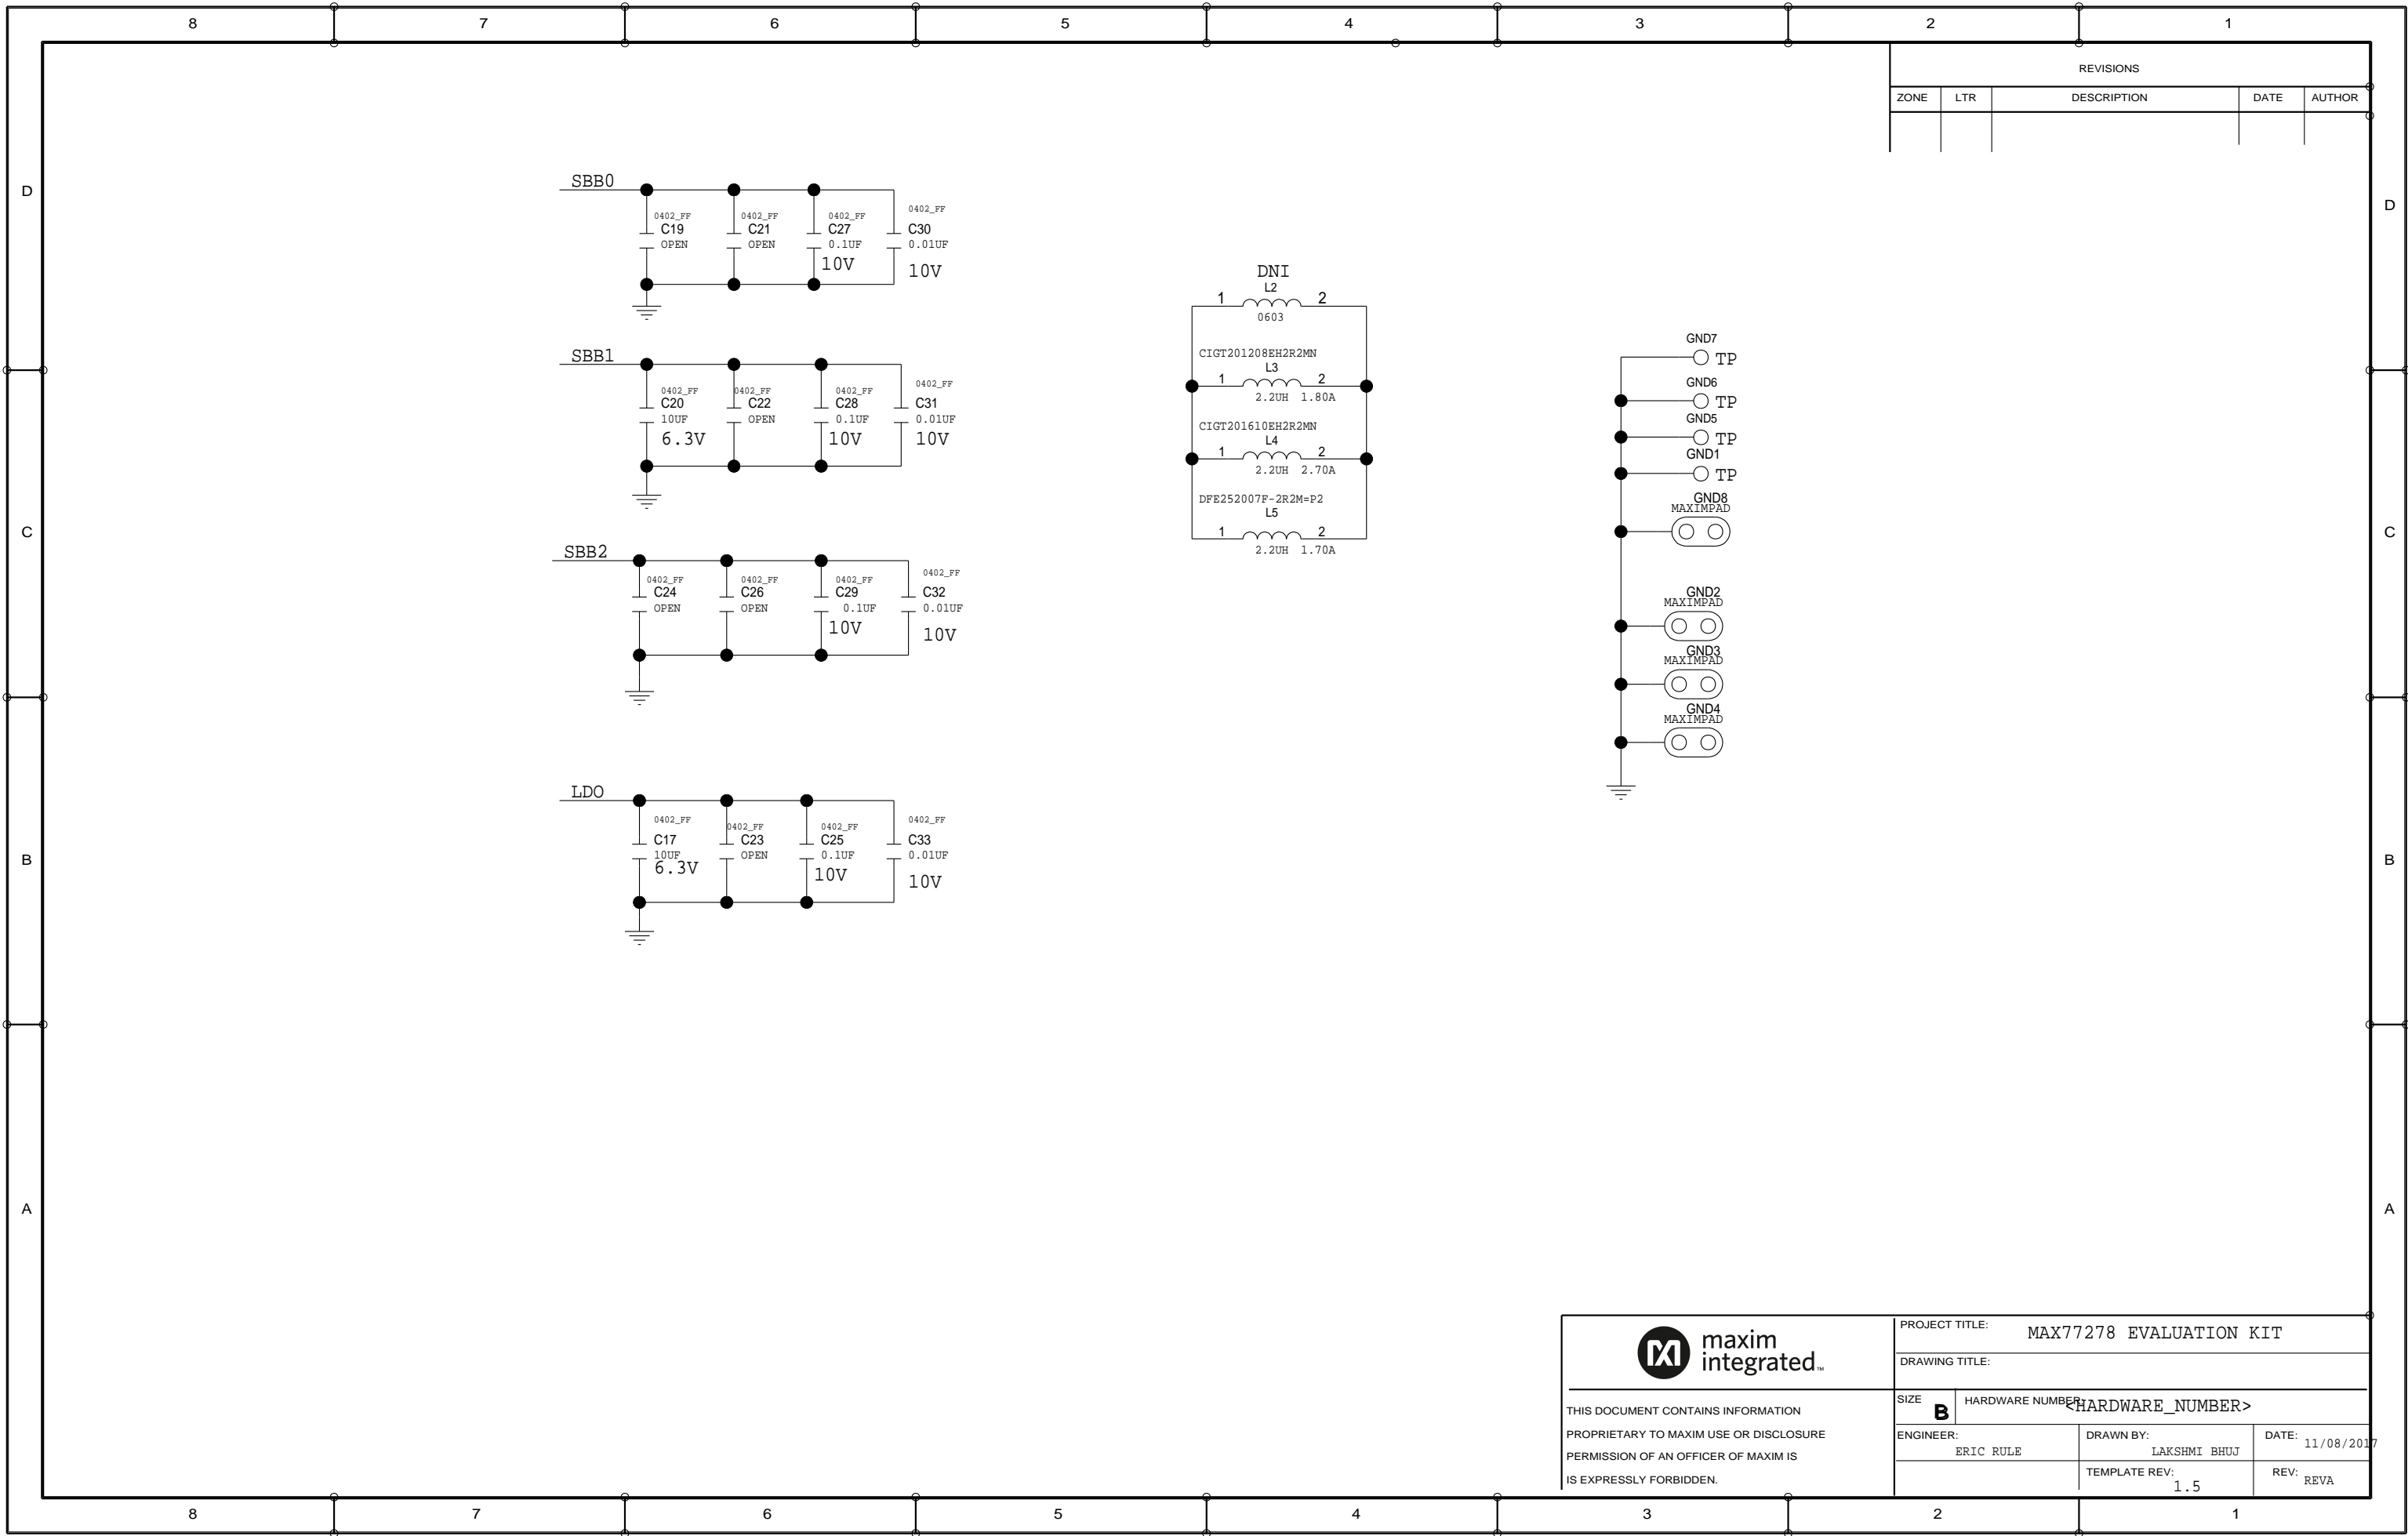 8 7 6 5 4 3 2 1
REVISIONS
ZONE LTR DESCRIPTION DATE AUTHOR
D
D
SBB0
0402_FF 0402_FF 0402_FF 0402_FF
C19 C21 C27 C30
OPEN OPEN 0.1UF 0.01UF
10V 10V
SBB1
0402_FF 0402_FF 0402_FF 0402_FF
C20 C22 C28 C31
10UF OPEN 0.1UF 0.01UF
6.3V 10V 10V
C
C
SBB2
0402_FF 0402_FF 0402_FF 0402_FF
C24 C26 C29 C32
OPEN OPEN 0.1UF 0.01UF
10V 10V
LDO
0402_FF 0402_FF 0402_FF 0402_FF
C17 C23 C25 C33
10UF OPEN 0.1UF 0.01UF
6.3V 10V 10V
B
B
DNI
L2
1 2
0603
CIGT201208EH2R2MN
L3
1 2
2.2UH 1.80A
CIGT201610EH2R2MN
L4
1 2
2.2UH 2.70A
DFE252007F-2R2M=P2
L5
1 2
2.2UH 1.70A
GND7
TP
GND6
TP
GND5
TP
GND1
TP
GND8
MAXIMPAD
GND2
MAXIMPAD
GND3
MAXIMPAD
GND4
MAXIMPAD
A
A
maxim
integrated™
THIS DOCUMENT CONTAINS INFORMATION
PROPRIETARY TO MAXIM USE OR DISCLOSURE
PERMISSION OF AN OFFICER OF MAXIM IS
IS EXPRESSLY FORBIDDEN.
PROJECT TITLE: MAX77278 EVALUATION KIT
DRAWING TITLE:
SIZE B HARDWARE NUMBER: <HARDWARE_NUMBER>
ENGINEER: ERIC RULE
DRAWN BY: LAKSHMI BHUJ
DATE: 11/08/2017
TEMPLATE REV: 1.5
REV: REVA
8 7 6 5 4 3 2 1